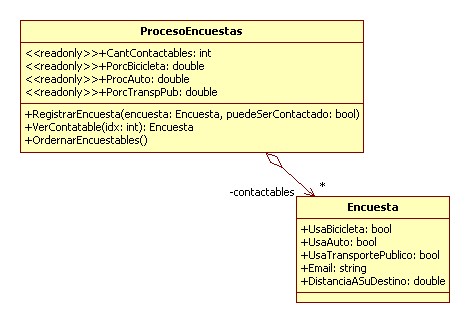 ProcesoEncuestas
<<readonly>>+CantContactables: int
<<readonly>>+PorcBicicleta: double
<<readonly>>+ProcAuto: double
<<readonly>>+PorcTranspPub: double
+RegistrarEncuesta(encuesta: Encuesta, puedeSerContactado: bool)
+VerContatable(idx: int): Encuesta
+OrdernarEncuestables()
-contactables
*
Encuesta
+UsaBicicleta: bool
+UsaAuto: bool
+UsaTransportePublico: bool
+Email: string
+DistanciaASuDestino: double